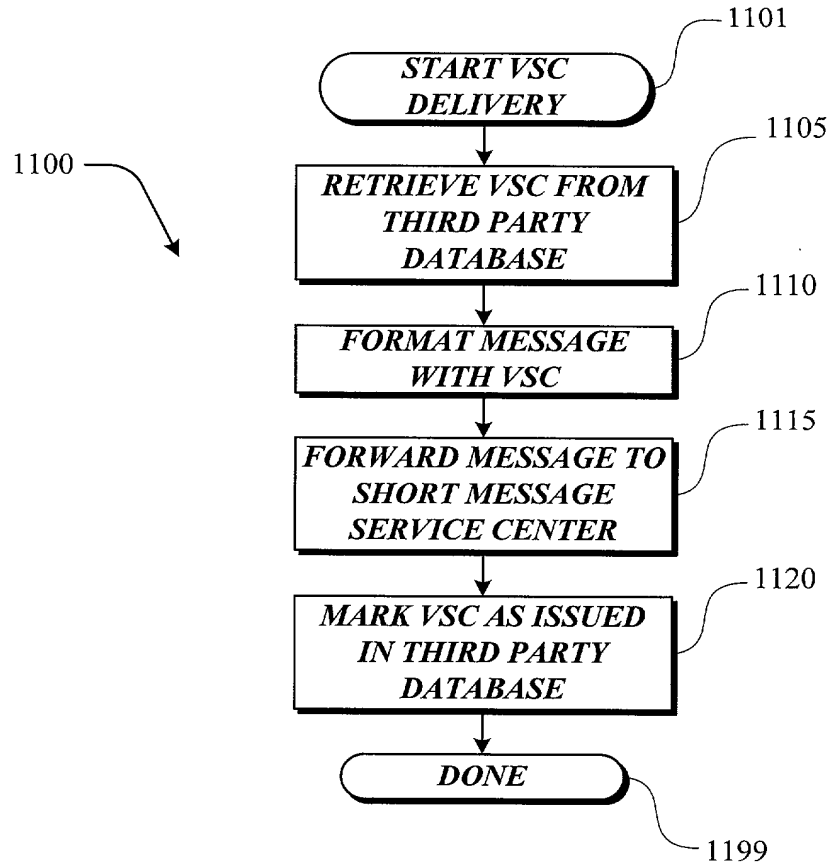 1101
START VSC
DELIVERY
1105
1100
RETRIEVE VSC FROM
THIRD PARTY
DATABASE
1110
FORMAT MESSAGE
WITH VSC
1115
FORWARD MESSAGE TO
SHORT MESSAGE
SERVICE CENTER
1120
MARK VSC AS ISSUED
IN THIRD PARTY
DATABASE
DONE
1199